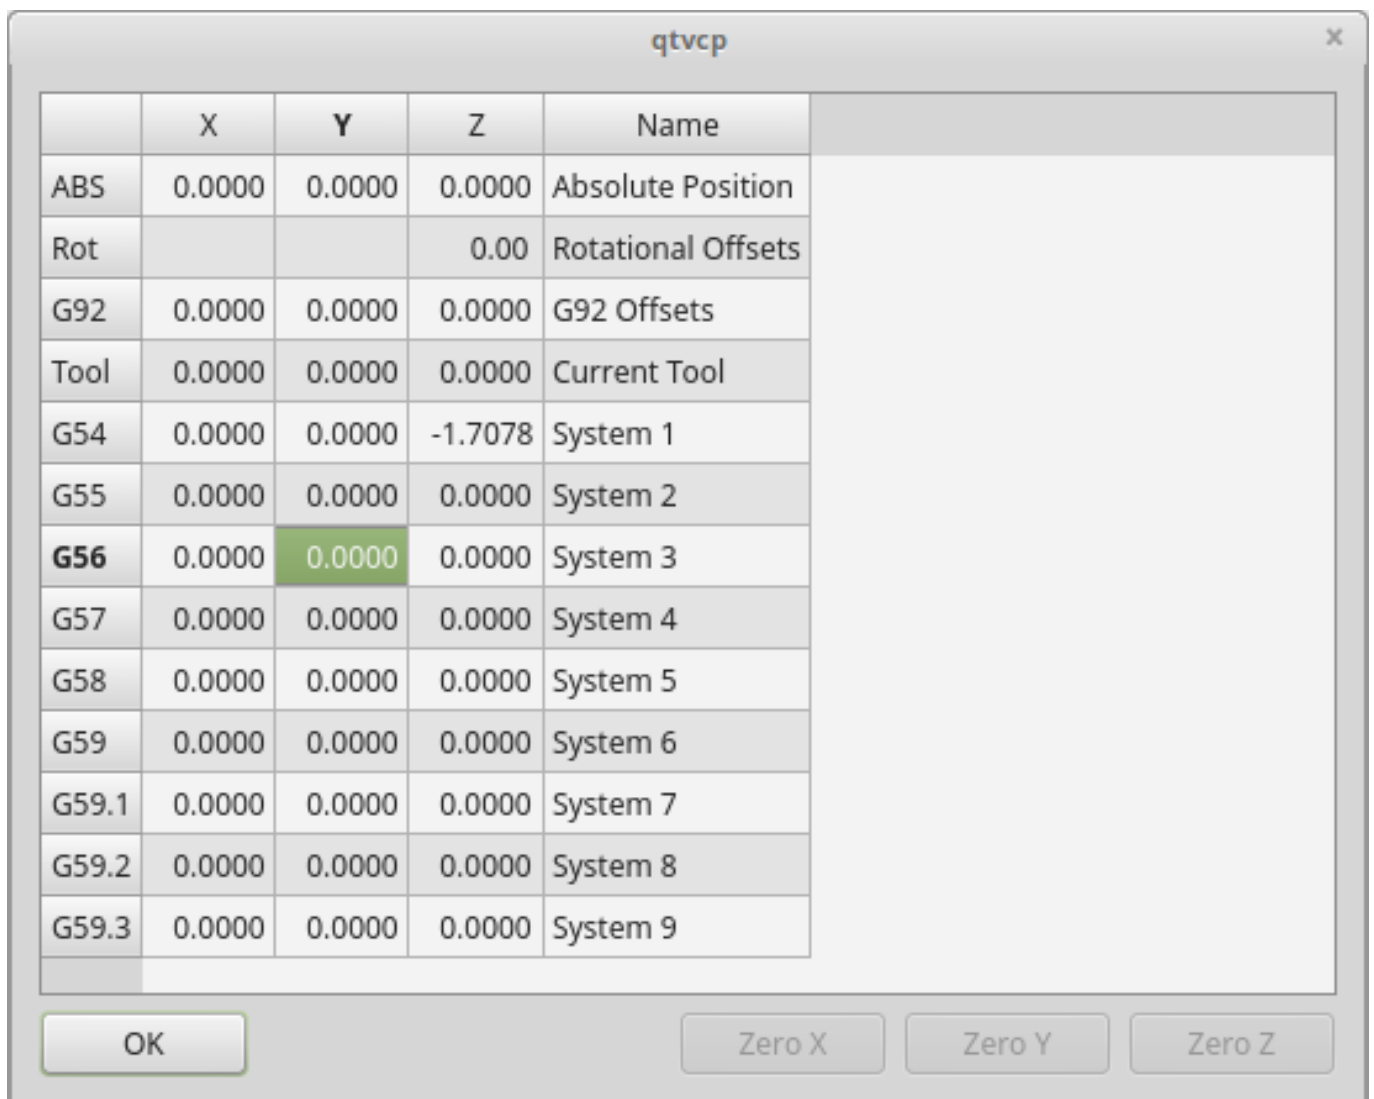 qtvcp ×
X Y Z Name
ABS 0.0000 0.0000 0.0000 Absolute Position
Rot 0.00 Rotational Offsets
G92 0.0000 0.0000 0.0000 G92 Offsets
Tool 0.0000 0.0000 0.0000 Current Tool
G54 0.0000 0.0000 -1.7078 System 1
G55 0.0000 0.0000 0.0000 System 2
G56 0.0000 0.0000 0.0000 System 3
G57 0.0000 0.0000 0.0000 System 4
G58 0.0000 0.0000 0.0000 System 5
G59 0.0000 0.0000 0.0000 System 6
G59.1 0.0000 0.0000 0.0000 System 7
G59.2 0.0000 0.0000 0.0000 System 8
G59.3 0.0000 0.0000 0.0000 System 9
OK Zero X Zero Y Zero Z